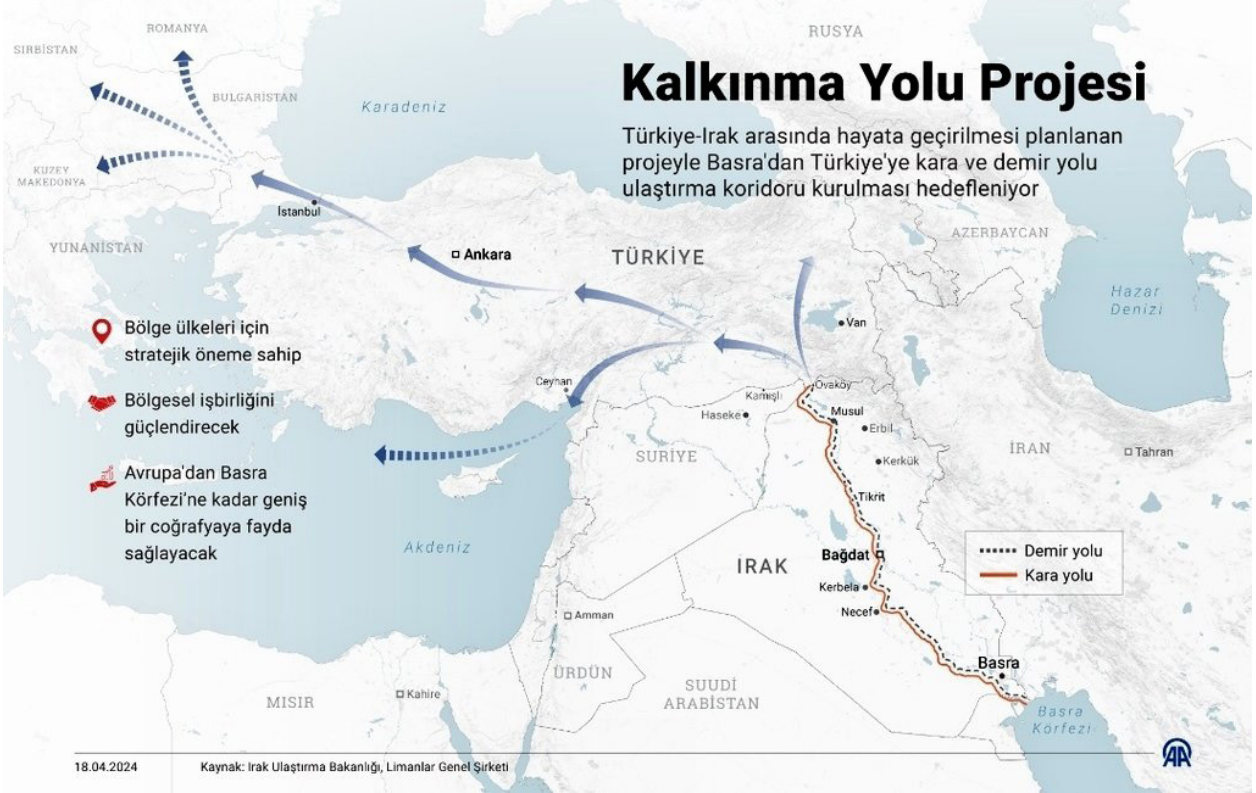 Kalkınma Yolu Projesi
Türkiye-Irak arasında hayata geçirilmesi planlanan
projeyle Basra'dan Türkiye'ye kara ve demir yolu
ulaştırma koridoru kurulması hedefleniyor
ROMANYA
SIRBİSTAN
BULGARİSTAN
Karadeniz
RUSYA
KUZEY
MAKEDONYA
İstanbul
YUNANİSTAN
Ankara
TÜRKİYE
AZERBAYCAN
Hazar
Denizi
Van
Bölge ülkeleri için
stratejik öneme sahip
Bölgesel işbirliğini
güçlendirecek
Avrupa'dan Basra
Körfezi'ne kadar geniş
bir coğrafyaya fayda
sağlayacak
Ceyhan
Ovaköy
Kamışlı
Haseke
Musul
Erbil
SURİYE
Kerkük
İRAN
Tahran
Tikrit
Akdeniz
IRAK
Bağdat
Kerbela
Necef
Demir yolu
Kara yolu
Amman
ÜRDÜN
Basra
SUUDİ
ARABİSTAN
MISIR
Kahire
Basra
Körfezi
18.04.2024
Kaynak: Irak Ulaştırma Bakanlığı, Limanlar Genel Şirketi
AA